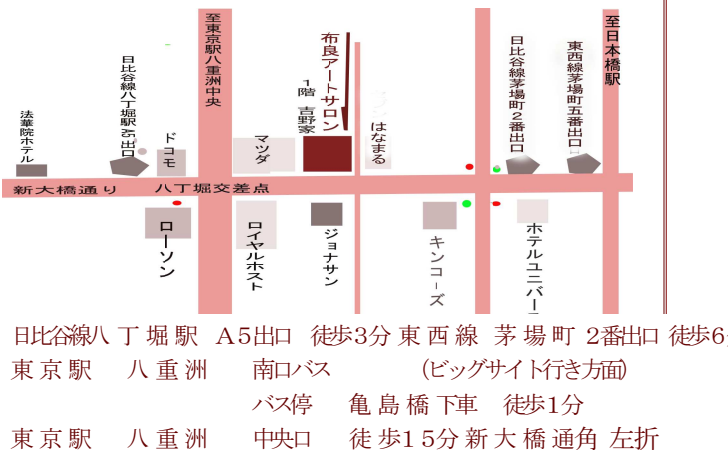 至東京駅八重洲中央
布良アートサロン
1階 吉野家
日比谷線八丁堀駅A5出口
法華院ホテル
ドコモ
マツダ
はなまる
日比谷線茅場町2番出口
東西線茅場町五番出口
至日本橋駅
新大橋通り 八丁堀交差点
ローソン
ロイヤルホスト
ジョナサン
キンコーズ
ホテルユニバー
日比谷線八丁堀駅 A5出口 徒歩3分 東西線 茅場町 2番出口 徒歩6
東京駅 八重洲 南口バス (ビッグサイト行き方面)
バス停 亀島橋下車 徒歩1分
東京駅 八重洲 中央口 徒歩15分 新大橋通角 左折